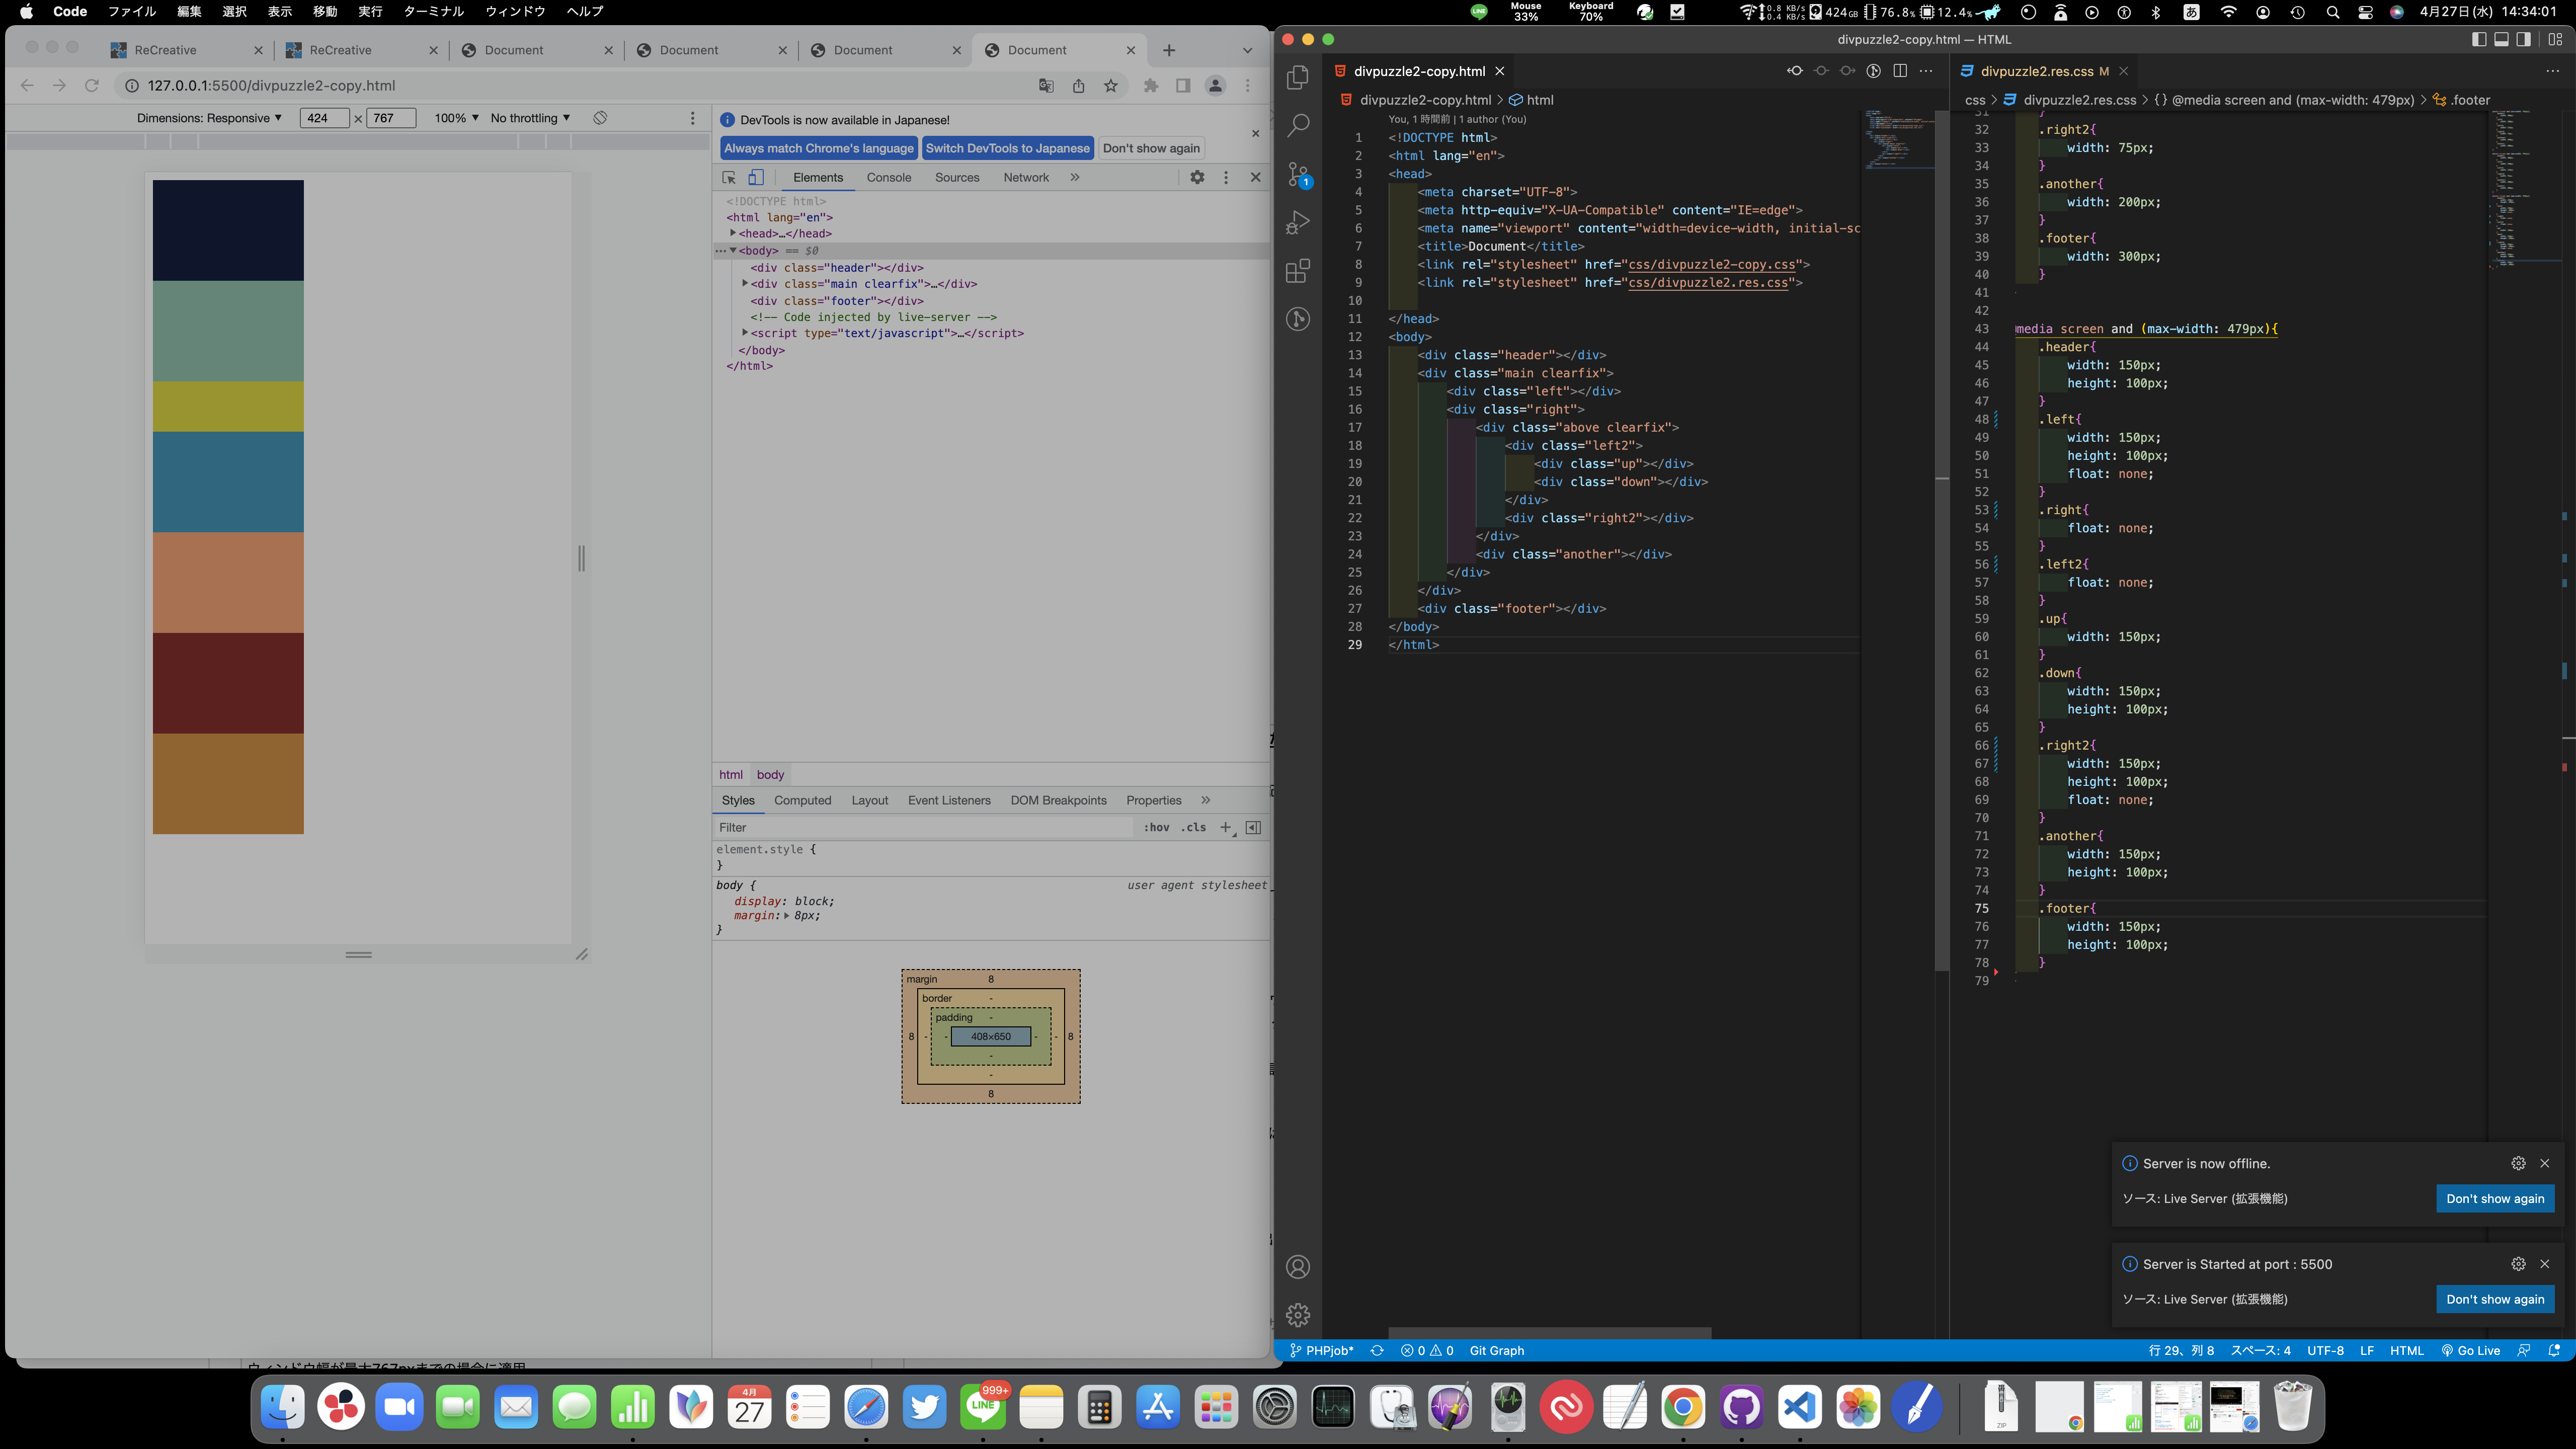 Code ファイル 編集 選択 表示 移動 実行 ターミナル ウィンドウ ヘルプ
LINE Mouse 33% Keyboard 70% 0.8 KB/s 0.4 KB/s 424GB 76.8% 12.4% あ 4月27日(水) 14:34:01
ReCreative ReCreative Document Document Document Document
127.0.0.1:5500/divpuzzle2-copy.html
Dimensions: Responsive 424 × 767 100% No throttling
DevTools is now available in Japanese!
Always match Chrome's language Switch DevTools to Japanese Don't show again
Elements Console Sources Network
<!DOCTYPE html>
<html lang="en">
<head>…</head>
<body> == $0
<div class="header"></div>
<div class="main clearfix">…</div>
<div class="footer"></div>
<!-- Code injected by live-server -->
<script type="text/javascript">…</script>
</body>
</html>
html body
Styles Computed Layout Event Listeners DOM Breakpoints Properties
Filter :hov .cls
element.style {
}
body { user agent stylesheet
display: block;
margin: 8px;
}
margin 8
border -
padding -
8 - - 408×650 - - 8
-
-
8
ウィンドウ幅が最大767pxまでの場合に適用
divpuzzle2-copy.html — HTML
divpuzzle2-copy.html
divpuzzle2-copy.html > html
You, 1 時間前 | 1 author (You)
1 <!DOCTYPE html>
2 <html lang="en">
3 <head>
4 <meta charset="UTF-8">
5 <meta http-equiv="X-UA-Compatible" content="IE=edge">
6 <meta name="viewport" content="width=device-width, initial-sc
7 <title>Document</title>
8 <link rel="stylesheet" href="css/divpuzzle2-copy.css">
9 <link rel="stylesheet" href="css/divpuzzle2.res.css">
10
11 </head>
12 <body>
13 <div class="header"></div>
14 <div class="main clearfix">
15 <div class="left"></div>
16 <div class="right">
17 <div class="above clearfix">
18 <div class="left2">
19 <div class="up"></div>
20 <div class="down"></div>
21 </div>
22 <div class="right2"></div>
23 </div>
24 <div class="another"></div>
25 </div>
26 </div>
27 <div class="footer"></div>
28 </body>
29 </html>
1
divpuzzle2.res.css M
css > divpuzzle2.res.css > {} @media screen and (max-width: 479px) > .footer
31 }
32 .right2{
33 width: 75px;
34 }
35 .another{
36 width: 200px;
37 }
38 .footer{
39 width: 300px;
40 }
41
42
43 media screen and (max-width: 479px){
44 .header{
45 width: 150px;
46 height: 100px;
47 }
48 .left{
49 width: 150px;
50 height: 100px;
51 float: none;
52 }
53 .right{
54 float: none;
55 }
56 .left2{
57 float: none;
58 }
59 .up{
60 width: 150px;
61 }
62 .down{
63 width: 150px;
64 height: 100px;
65 }
66 .right2{
67 width: 150px;
68 height: 100px;
69 float: none;
70 }
71 .another{
72 width: 150px;
73 height: 100px;
74 }
75 .footer{
76 width: 150px;
77 height: 100px;
78 }
79
Server is now offline.
ソース: Live Server (拡張機能) Don't show again
Server is Started at port : 5500
ソース: Live Server (拡張機能) Don't show again
PHPjob* 0 0 Git Graph 行 29、列 8 スペース: 4 UTF-8 LF HTML Go Live
4月 27 LINE 999+ ZIP